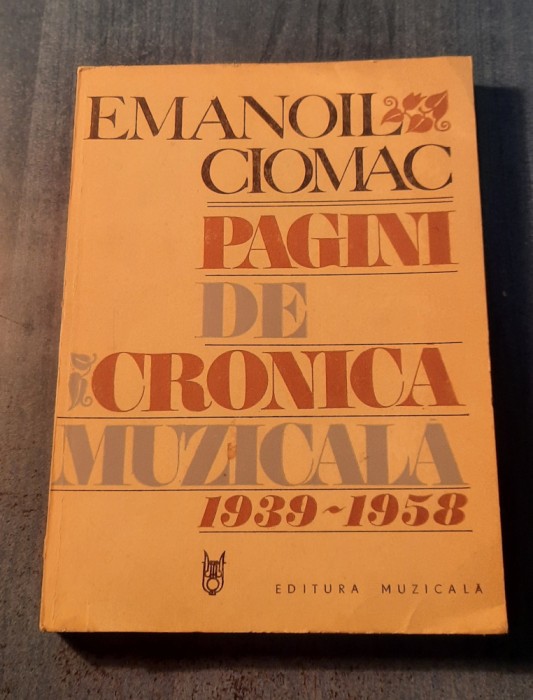 EMANOIL
CIOMAC
PAGINI
DE
CRONICA
MUZICALĂ
1939~1958
EDITURA MUZICALĂ